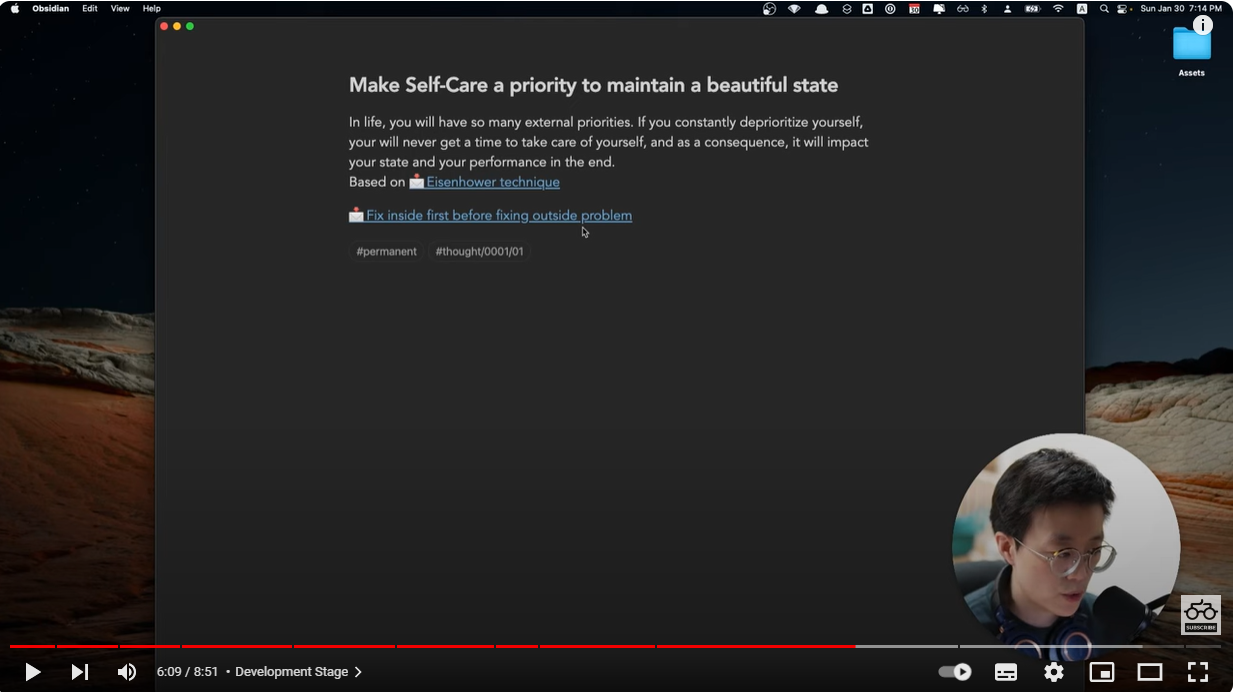 Obsidian Edit View Help
30 A Sun Jan 30 7:14 PM
Assets
Make Self-Care a priority to maintain a beautiful state
In life, you will have so many external priorities. If you constantly deprioritize yourself,
your will never get a time to take care of yourself, and as a consequence, it will impact
your state and your performance in the end.
Based on Eisenhower technique
Fix inside first before fixing outside problem
#permanent #thought/0001/01
SUBSCRIBE
6:09 / 8:51 • Development Stage